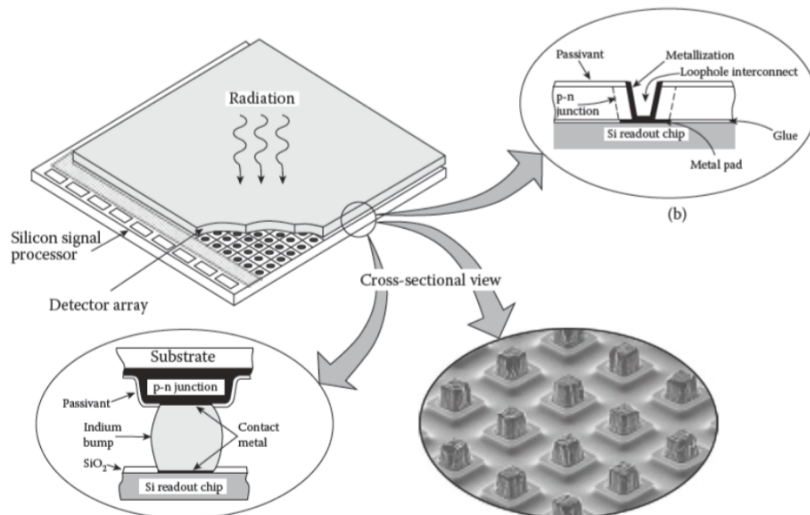 Radiation
Silicon signal
processor
Detector array
Cross-sectional view
Passivant
Metallization
Loophole interconnect
p-n
junction
Si readout chip
Glue
Metal pad
(b)
Substrate
p-n junction
Passivant
Indium
bump
Contact
metal
SiO₂
Si readout chip